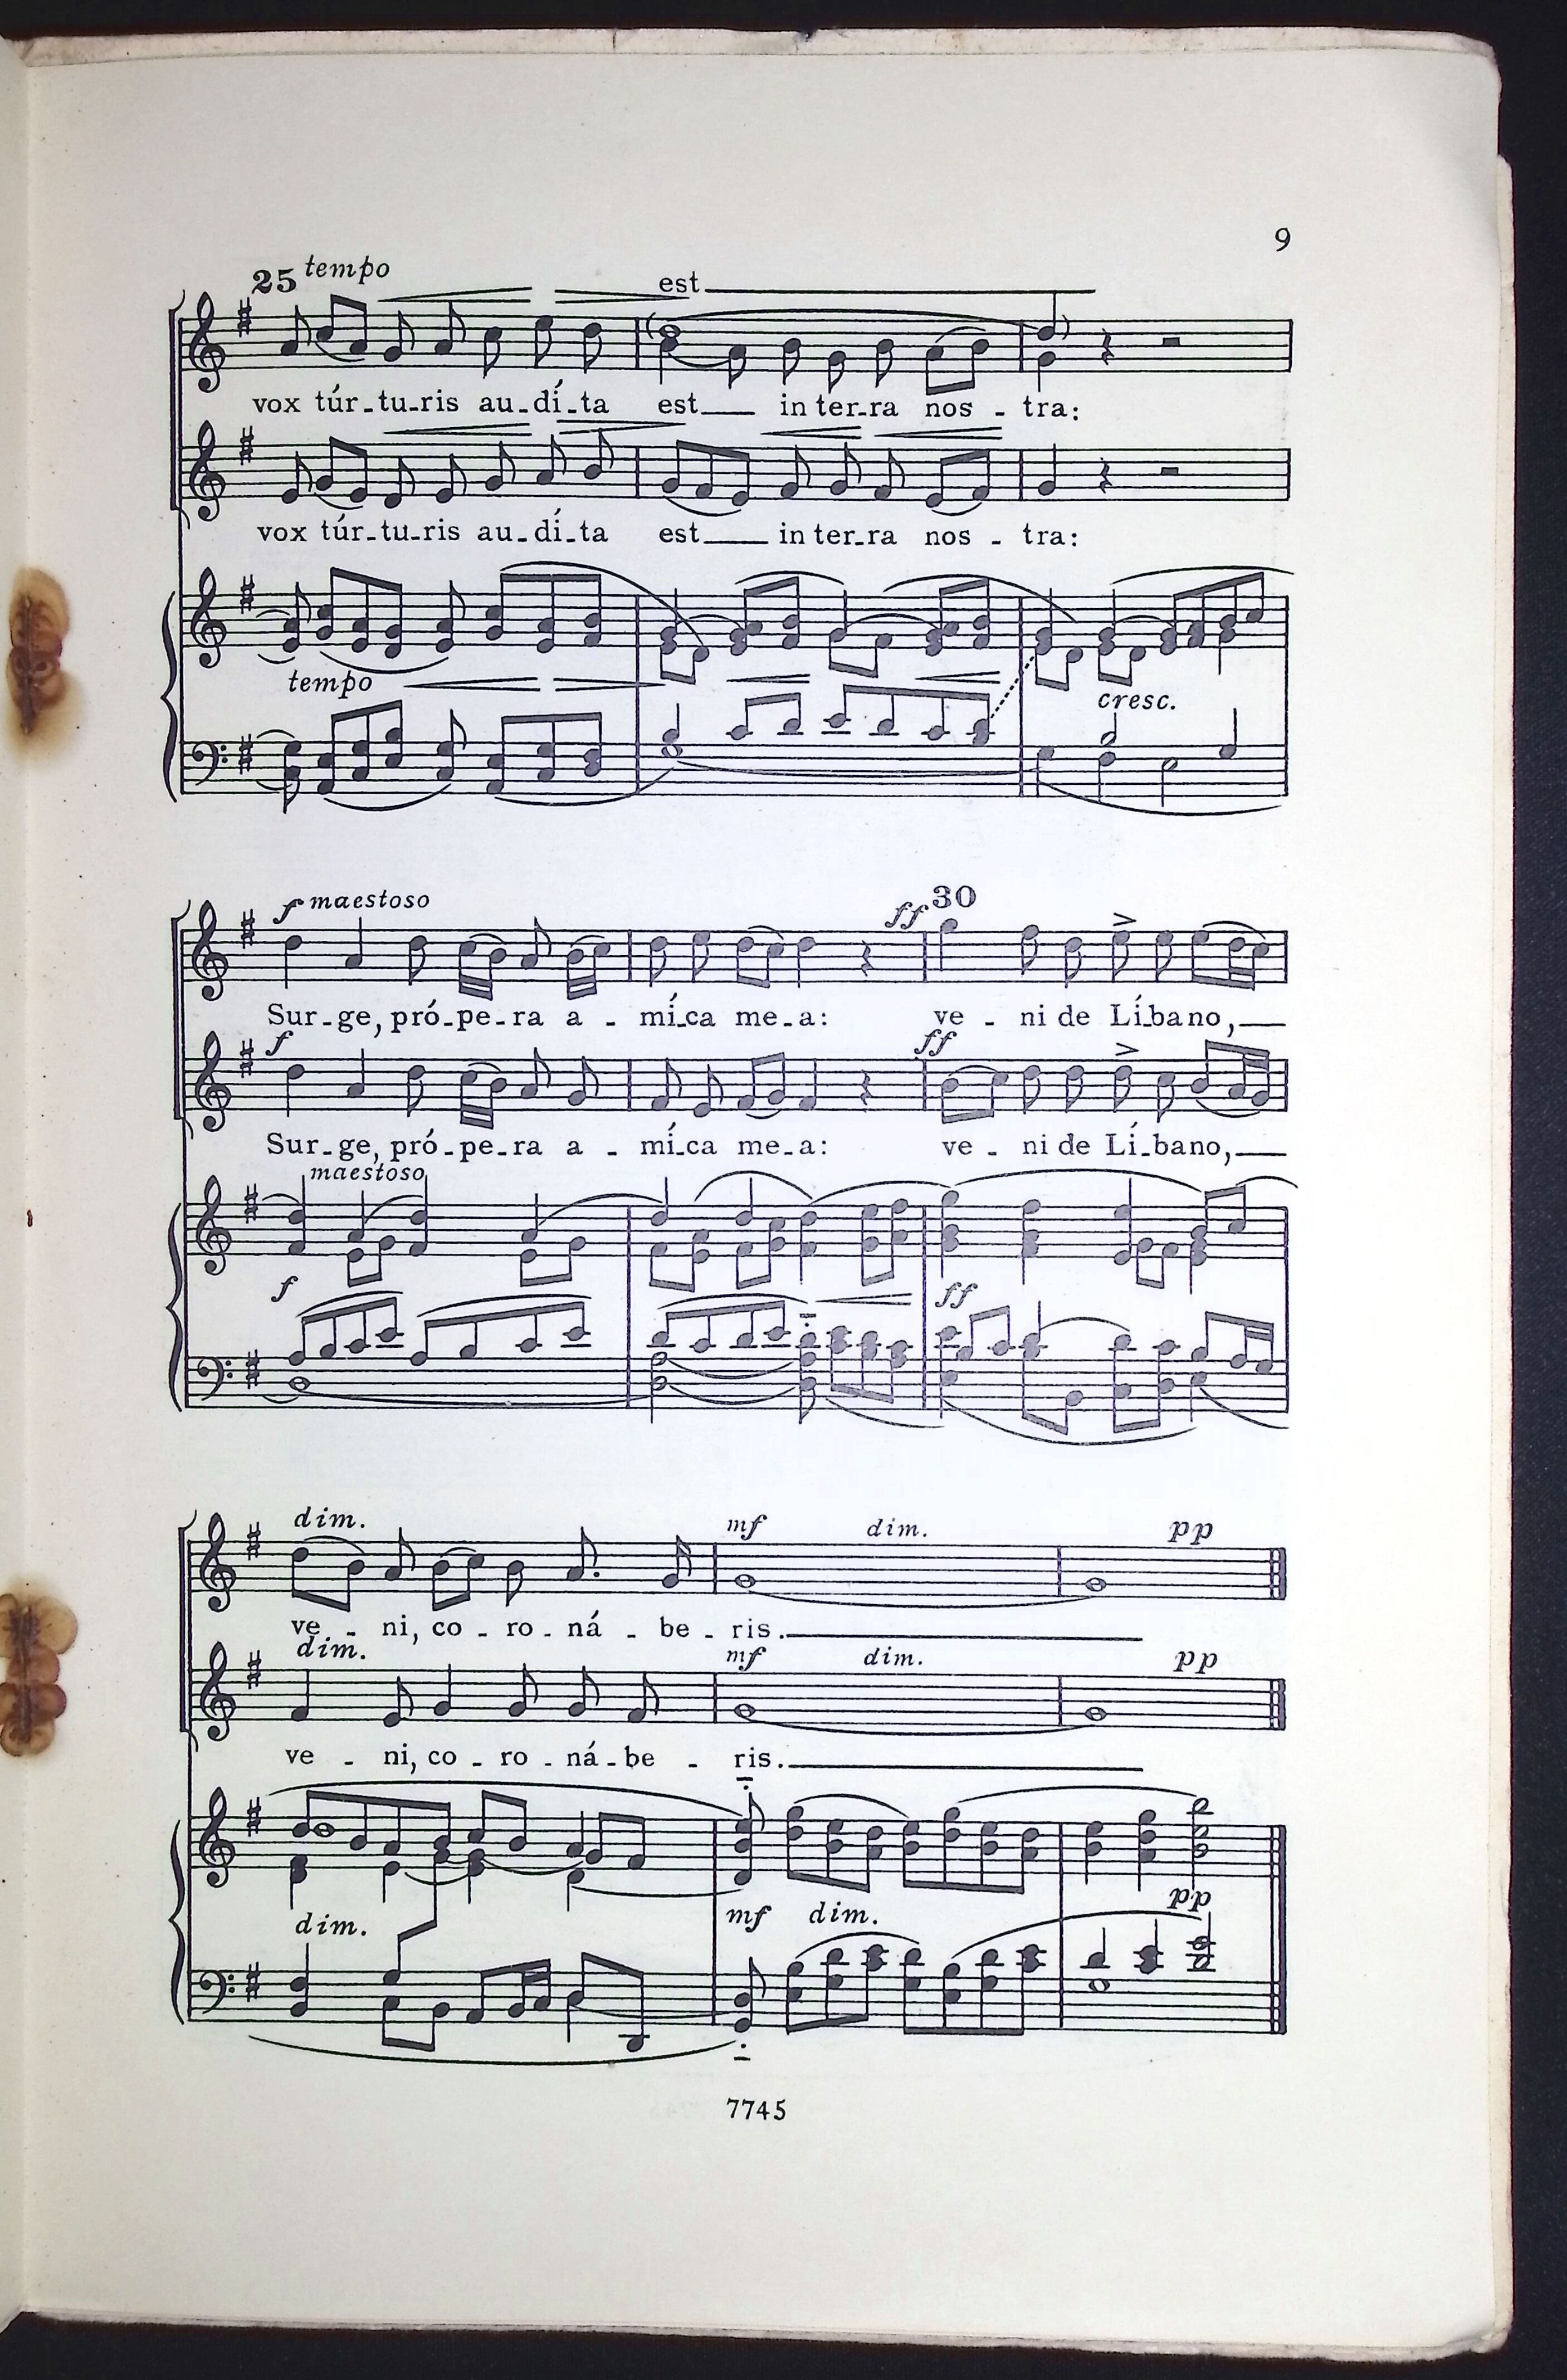 9
25 tempo
est
vox túr-tu-ris au-dí-ta est in ter-ra nos - tra:
vox túr-tu-ris au-dí-ta est in ter-ra nos - tra:
tempo
cresc.
f maestoso
ff 30
Sur-ge, pró-pe-ra a - mí-ca me-a: ve - ni de Lí-bano,
f ff
Sur-ge, pró-pe-ra a - mí-ca me-a: ve - ni de Lí-bano,
maestoso
f ff
dim. mf dim. pp
ve - ni, co - ro - ná - be - ris.
dim. mf dim. pp
ve - ni, co - ro - ná - be - ris.
dim. mf dim. pp
7745